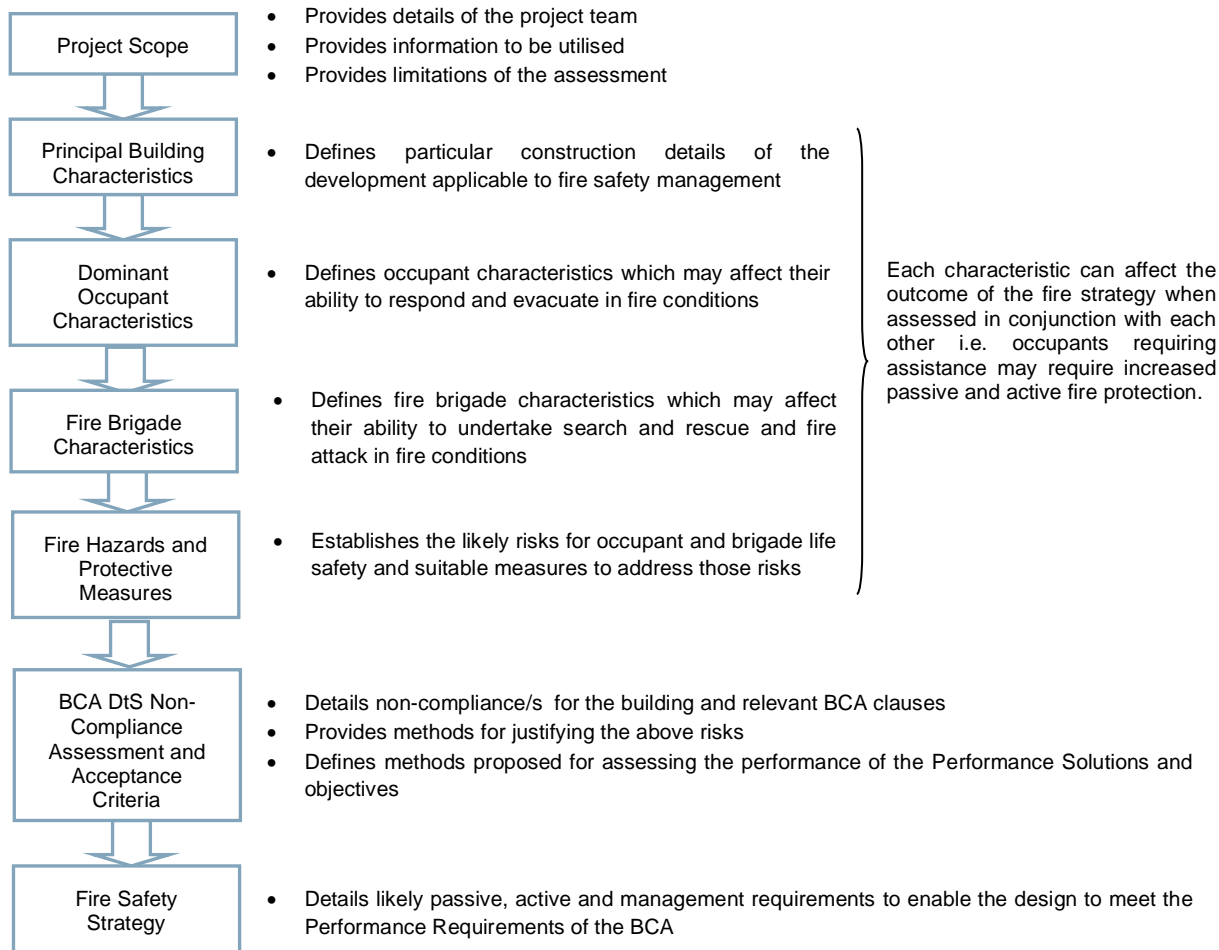 Project Scope
• Provides details of the project team
• Provides information to be utilised
• Provides limitations of the assessment
Principal Building
Characteristics
• Defines particular construction details of the
development applicable to fire safety management
Dominant
Occupant
Characteristics
• Defines occupant characteristics which may affect their
ability to respond and evacuate in fire conditions
Fire Brigade
Characteristics
• Defines fire brigade characteristics which may affect
their ability to undertake search and rescue and fire
attack in fire conditions
Fire Hazards and
Protective
Measures
• Establishes the likely risks for occupant and brigade life
safety and suitable measures to address those risks
Each characteristic can affect the
outcome of the fire strategy when
assessed in conjunction with each
other i.e. occupants requiring
assistance may require increased
passive and active fire protection.
BCA DtS Non-
Compliance
Assessment and
Acceptance
Criteria
• Details non-compliance/s for the building and relevant BCA clauses
• Provides methods for justifying the above risks
• Defines methods proposed for assessing the performance of the Performance Solutions and
objectives
Fire Safety
Strategy
• Details likely passive, active and management requirements to enable the design to meet the
Performance Requirements of the BCA